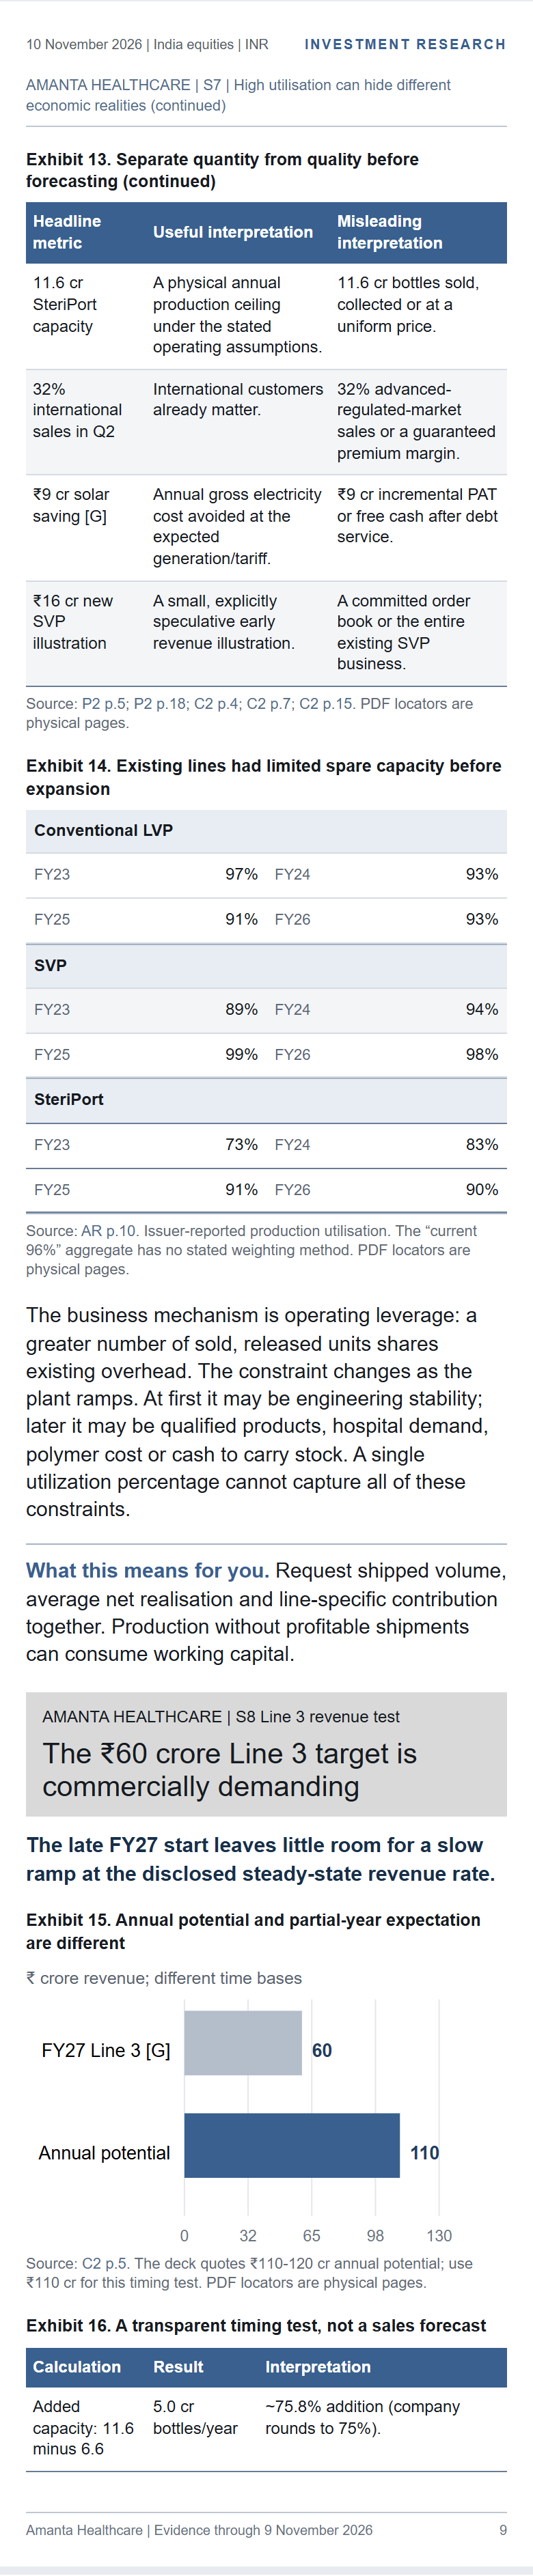 10 November 2026 | India equities | INR INVESTMENT RESEARCH
AMANTA HEALTHCARE | S7 | High utilisation can hide different
economic realities (continued)
Exhibit 13. Separate quantity from quality before
forecasting (continued)
Headline metric Useful interpretation Misleading interpretation
11.6 cr SteriPort capacity A physical annual production ceiling under the stated operating assumptions. 11.6 cr bottles sold, collected or at a uniform price.
32% international sales in Q2 International customers already matter. 32% advanced-regulated-market sales or a guaranteed premium margin.
₹9 cr solar saving [G] Annual gross electricity cost avoided at the expected generation/tariff. ₹9 cr incremental PAT or free cash after debt service.
₹16 cr new SVP illustration A small, explicitly speculative early revenue illustration. A committed order book or the entire existing SVP business.
Source: P2 p.5; P2 p.18; C2 p.4; C2 p.7; C2 p.15. PDF locators are
physical pages.
Exhibit 14. Existing lines had limited spare capacity before
expansion
Conventional LVP
FY23 97% FY24 93%
FY25 91% FY26 93%
SVP
FY23 89% FY24 94%
FY25 99% FY26 98%
SteriPort
FY23 73% FY24 83%
FY25 91% FY26 90%
Source: AR p.10. Issuer-reported production utilisation. The “current
96%” aggregate has no stated weighting method. PDF locators are
physical pages.
The business mechanism is operating leverage: a
greater number of sold, released units shares
existing overhead. The constraint changes as the
plant ramps. At first it may be engineering stability;
later it may be qualified products, hospital demand,
polymer cost or cash to carry stock. A single
utilization percentage cannot capture all of these
constraints.
What this means for you. Request shipped volume,
average net realisation and line-specific contribution
together. Production without profitable shipments
can consume working capital.
AMANTA HEALTHCARE | S8 Line 3 revenue test
The ₹60 crore Line 3 target is
commercially demanding
The late FY27 start leaves little room for a slow
ramp at the disclosed steady-state revenue rate.
Exhibit 15. Annual potential and partial-year expectation
are different
₹ crore revenue; different time bases
FY27 Line 3 [G] 60
Annual potential 110
0 32 65 98 130
Source: C2 p.5. The deck quotes ₹110-120 cr annual potential; use
₹110 cr for this timing test. PDF locators are physical pages.
Exhibit 16. A transparent timing test, not a sales forecast
Calculation Result Interpretation
Added capacity: 11.6 minus 6.6 5.0 cr bottles/year ~75.8% addition (company rounds to 75%).
Amanta Healthcare | Evidence through 9 November 2026 9